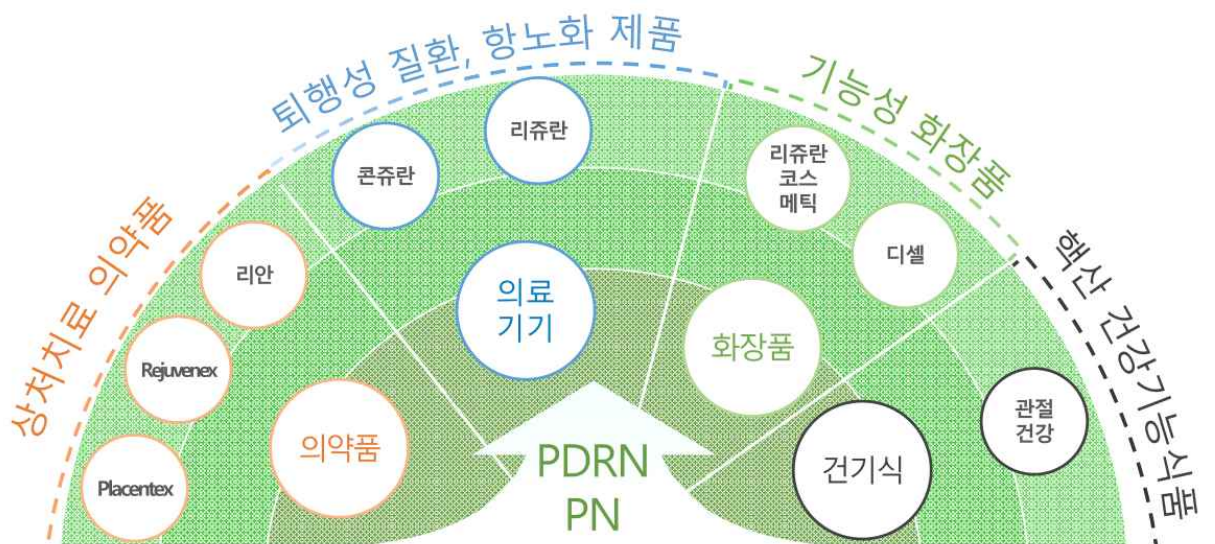 퇴행성 질환, 항노화 제품
기능성 화장품
상처치료 의약품
핵산 건강기능식품
콘쥬란
리쥬란
리쥬란
코스
메틱
디셀
리안
Rejuvenex
Placentex
관절
건강
의료
기기
화장품
의약품
건기식
PDRN
PN